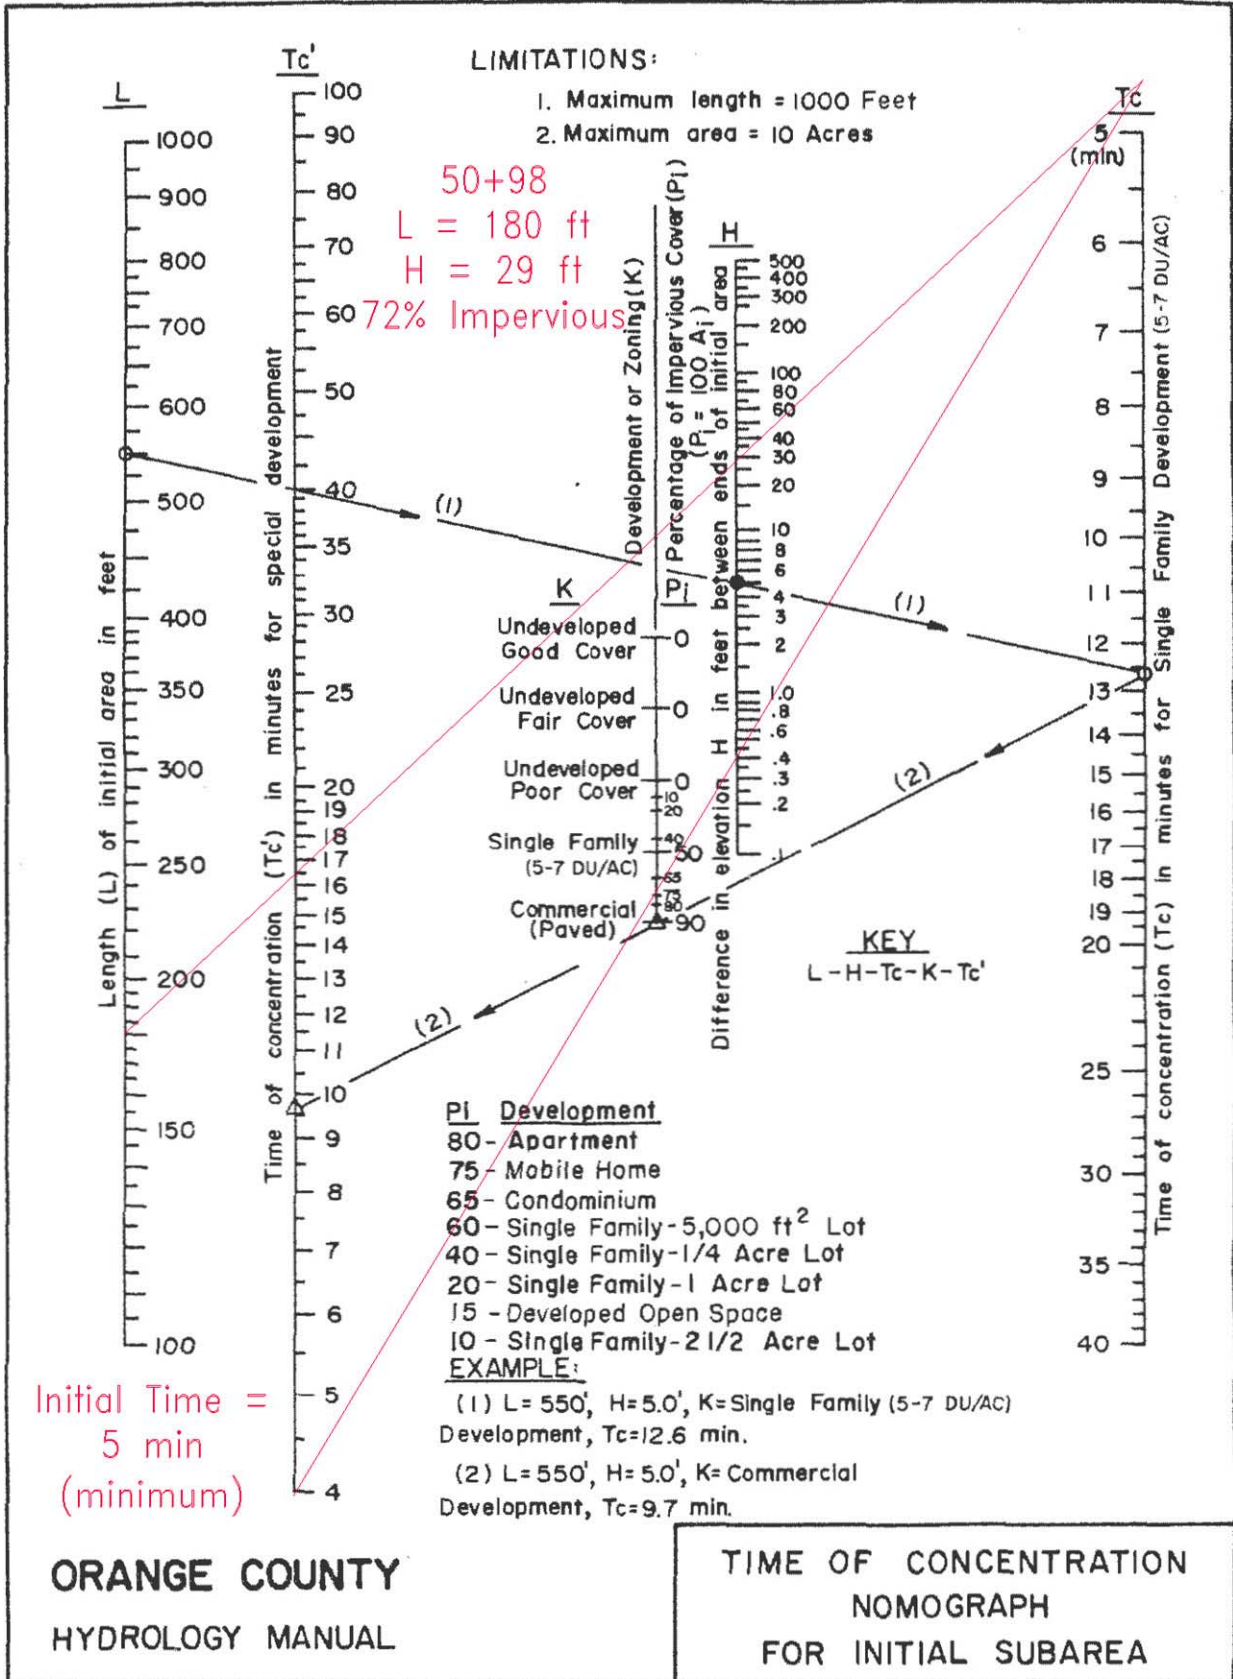 LIMITATIONS:
1. Maximum length = 1000 Feet
2. Maximum area = 10 Acres
50+98
L = 180 ft
H = 29 ft
72% Impervious
L
1000
900
800
700
600
500
400
350
300
250
200
150
100
Length (L) of initial area in feet
Tc'
100
90
80
70
60
50
40
35
30
25
20
19
18
17
16
15
14
13
12
11
10
9
8
7
6
5
4
Time of concentration (Tc') in minutes for special development
(1)
(2)
Development or Zoning (K)
K
Undeveloped
Good Cover
Undeveloped
Fair Cover
Undeveloped
Poor Cover
Single Family
(5-7 DU/AC)
Commercial
(Paved)
Percentage of Impervious Cover (Pi)
(Pi = 100 Ai)
Pi
0
0
0
10
20
40
50
65
75
80
90
H
500
400
300
200
100
80
60
40
30
20
10
8
6
4
3
2
1.0
.8
.6
.4
.3
.2
.1
Difference in elevation H in feet between ends of initial area
(1)
(2)
KEY
L-H-Tc-K-Tc'
Tc
5
(min)
6
7
8
9
10
11
12
13
14
15
16
17
18
19
20
25
30
35
40
Time of concentration (Tc) in minutes for Single Family Development (5-7 DU/AC)
Pi Development
80 - Apartment
75 - Mobile Home
65 - Condominium
60 - Single Family - 5,000 ft² Lot
40 - Single Family - 1/4 Acre Lot
20 - Single Family - 1 Acre Lot
15 - Developed Open Space
10 - Single Family - 2 1/2 Acre Lot
EXAMPLE:
(1) L= 550', H= 5.0', K= Single Family (5-7 DU/AC)
Development, Tc=12.6 min.
(2) L= 550', H= 5.0', K= Commercial
Development, Tc=9.7 min.
Initial Time =
5 min
(minimum)
ORANGE COUNTY
HYDROLOGY MANUAL
TIME OF CONCENTRATION
NOMOGRAPH
FOR INITIAL SUBAREA